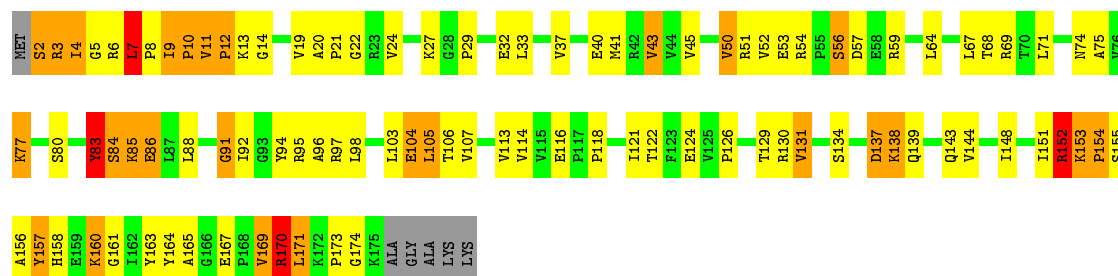 MET S2 R3 I4 G5 R6 L7 P8 I9 P10 V11 P12 K13 G14 V19 A20 P21 G22 R23 V24 K27 G28 P29 E32 L33 V37 E40 M41 R42 V43 V44 V45 V50 R51 V52 E53 R54 P55 S56 D57 E58 R59 L64 L67 T68 R69 T70 L71 N74 A75 V76
K77 S80 Y83 S84 K85 E86 L87 L88 G91 I92 G93 Y94 R95 A96 R97 L98 L103 E104 L105 T106 V107 V113 V114 V115 E116 P117 P118 I121 T122 F123 E124 V125 P126 T129 R130 V131 S134 D137 K138 Q139 Q143 V144 I148 I151 R152 K153 P154 S155
A156 Y157 H158 E159 K160 G161 I162 Y163 Y164 A165 G166 E167 P168 V169 R170 L171 K172 P173 G174 K175 ALA GLY ALA LYS LYS